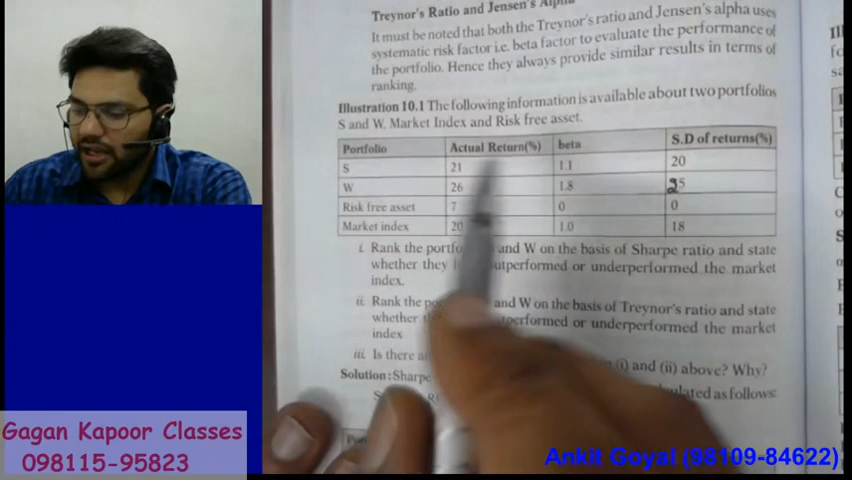 Treynor's Ratio and Jensen's Alpha
It must be noted that both the Treynor's ratio and Jensen's alpha uses
systematic risk factor i.e. beta factor to evaluate the performance of
the portfolio. Hence they always provide similar results in terms of
ranking.
Illustration 10.1 The following information is available about two portfolios
S and W, Market Index and Risk free asset.
Portfolio Actual Return(%) beta S.D of returns(%)
S 21 1.1 20
W 26 1.8 25
Risk free asset 7 0 0
Market index 20 1.0 18
i. Rank the and W on the basis of Sharpe ratio and state
whether they outperformed or underperformed the market
index.
ii. Rank the and W on the basis of Treynor's ratio and state
whether or underperformed the market
index
iii. Is there (i) and (ii) above? Why?
Solution: Sharpe
as follows:
Gagan Kapoor Classes
098115-95823
Ankit Goyal (98109-84622)